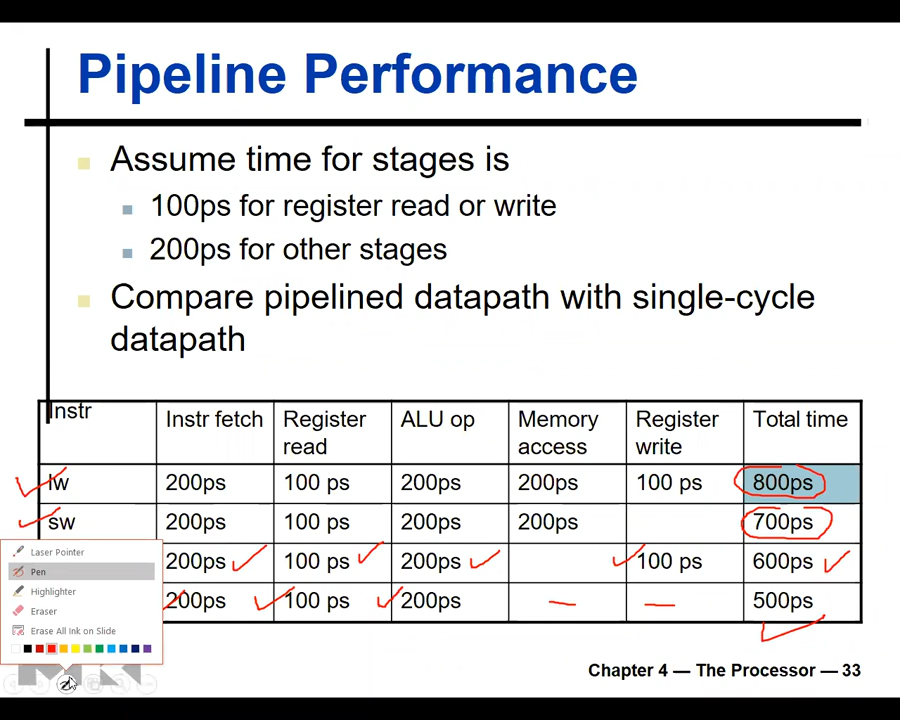 Pipeline Performance
Assume time for stages is
100ps for register read or write
200ps for other stages
Compare pipelined datapath with single-cycle
datapath
Instr Instr fetch Register read ALU op Memory access Register write Total time
lw 200ps 100 ps 200ps 200ps 100 ps 800ps
sw 200ps 100 ps 200ps 200ps 700ps
200ps 100 ps 200ps 100 ps 600ps
200ps 100 ps 200ps 500ps
Laser Pointer
Pen
Highlighter
Eraser
Erase All Ink on Slide
Chapter 4 — The Processor — 33